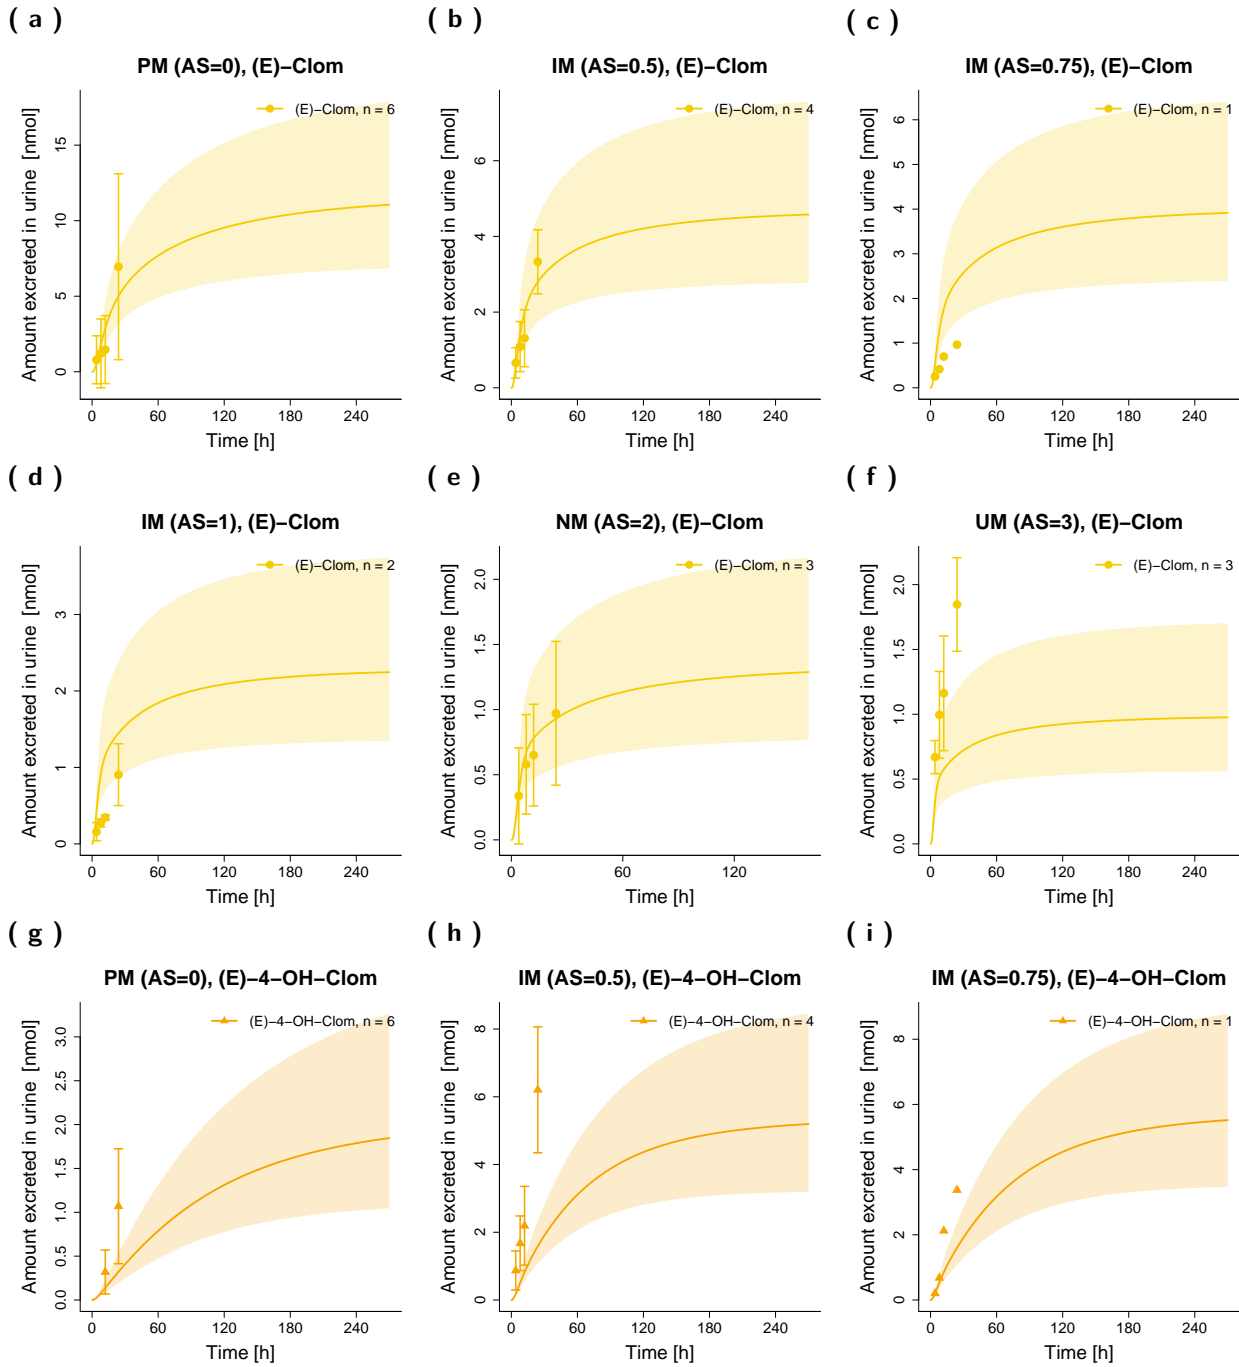 ( a )
PM (AS=0), (E)−Clom
(E)−Clom, n = 6
Amount excreted in urine [nmol]
0 5 10 15
0 60 120 180 240
Time [h]
( b )
IM (AS=0.5), (E)−Clom
(E)−Clom, n = 4
Amount excreted in urine [nmol]
0 2 4 6
0 60 120 180 240
Time [h]
( c )
IM (AS=0.75), (E)−Clom
(E)−Clom, n = 1
Amount excreted in urine [nmol]
0 1 2 3 4 5 6
0 60 120 180 240
Time [h]
( d )
IM (AS=1), (E)−Clom
(E)−Clom, n = 2
Amount excreted in urine [nmol]
0 1 2 3
0 60 120 180 240
Time [h]
( e )
NM (AS=2), (E)−Clom
(E)−Clom, n = 3
Amount excreted in urine [nmol]
0.0 0.5 1.0 1.5 2.0
0 60 120
Time [h]
( f )
UM (AS=3), (E)−Clom
(E)−Clom, n = 3
Amount excreted in urine [nmol]
0.0 0.5 1.0 1.5 2.0
0 60 120 180 240
Time [h]
( g )
PM (AS=0), (E)−4−OH−Clom
(E)−4−OH−Clom, n = 6
Amount excreted in urine [nmol]
0.0 0.5 1.0 1.5 2.0 2.5 3.0
0 60 120 180 240
Time [h]
( h )
IM (AS=0.5), (E)−4−OH−Clom
(E)−4−OH−Clom, n = 4
Amount excreted in urine [nmol]
0 2 4 6 8
0 60 120 180 240
Time [h]
( i )
IM (AS=0.75), (E)−4−OH−Clom
(E)−4−OH−Clom, n = 1
Amount excreted in urine [nmol]
0 2 4 6 8
0 60 120 180 240
Time [h]